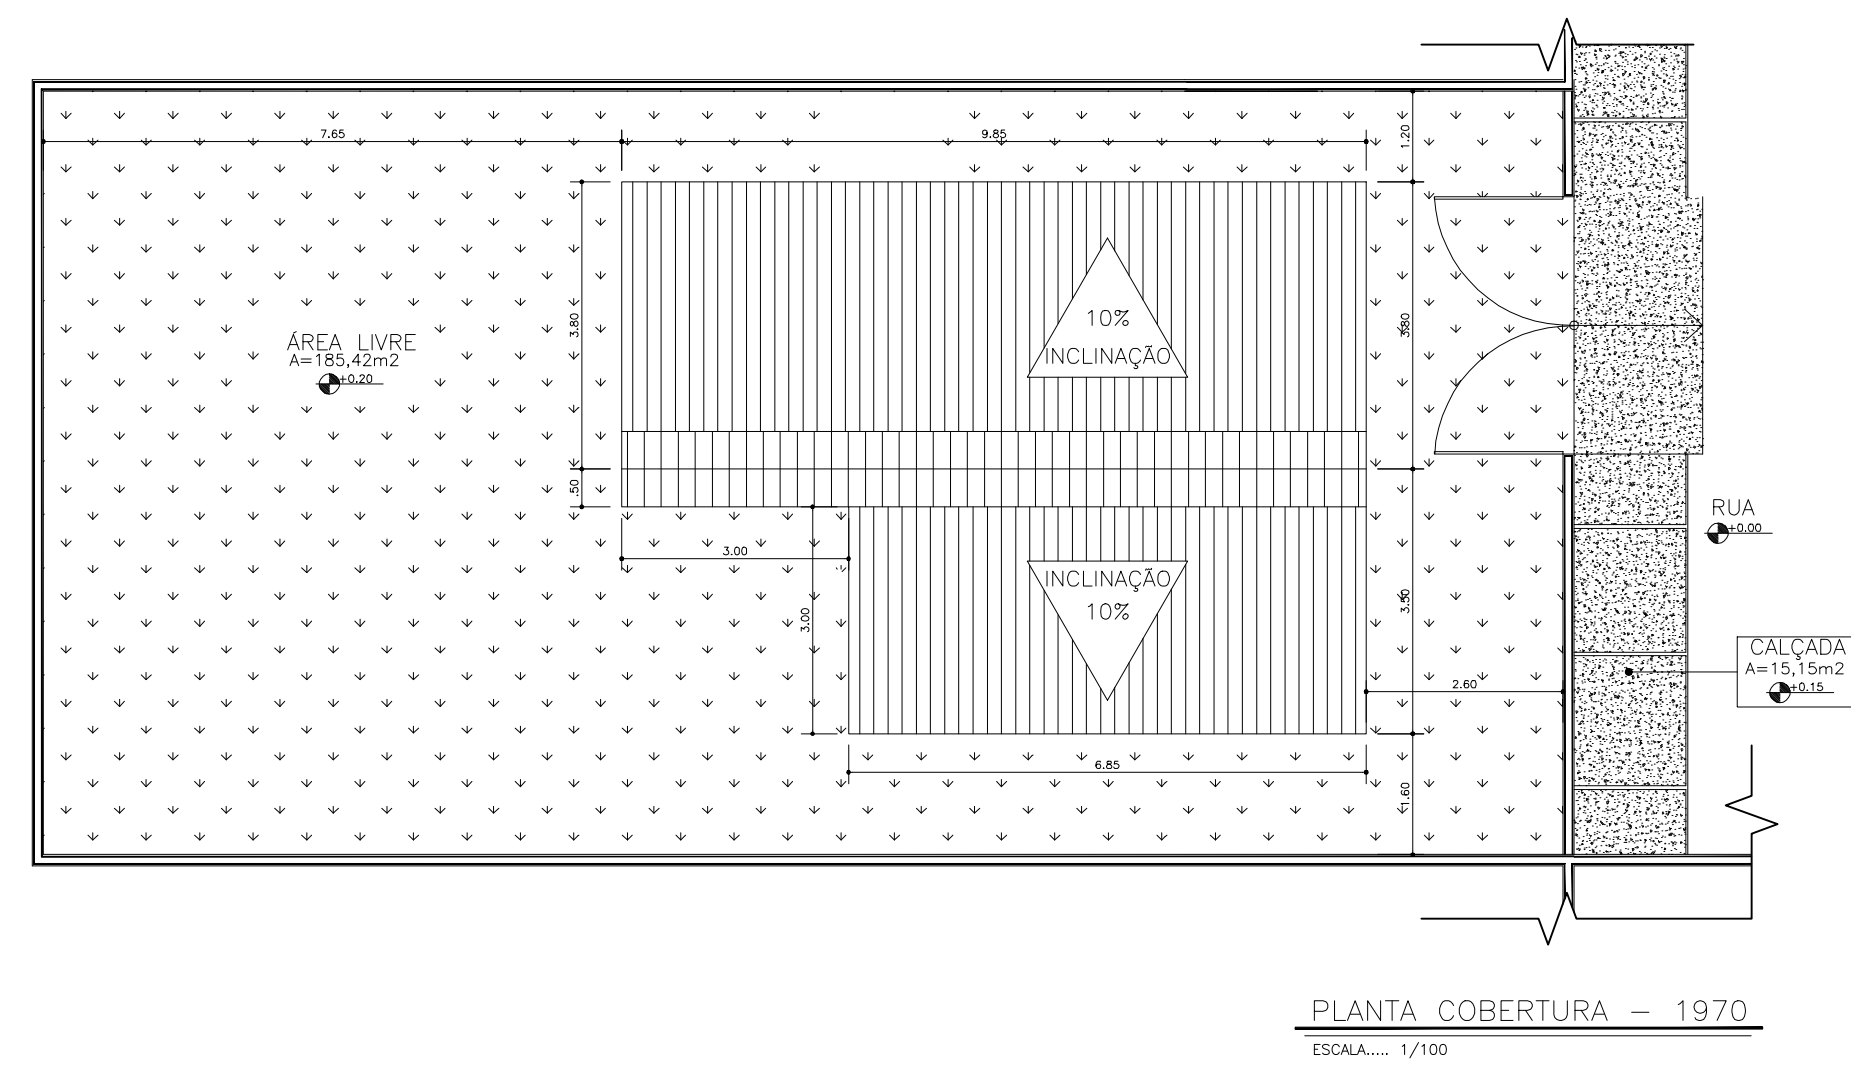 1.20
7.65
9.85
3.80
3.80
10%
INCLINAÇÃO
ÁREA LIVRE
A=185,42m2
+0.20
.50
RUA
+0.00
3.00
INCLINAÇÃO
10%
3.00
3.50
CALÇADA
A=15,15m2
+0.15
2.60
6.85
1.60
PLANTA COBERTURA – 1970
ESCALA..... 1/100